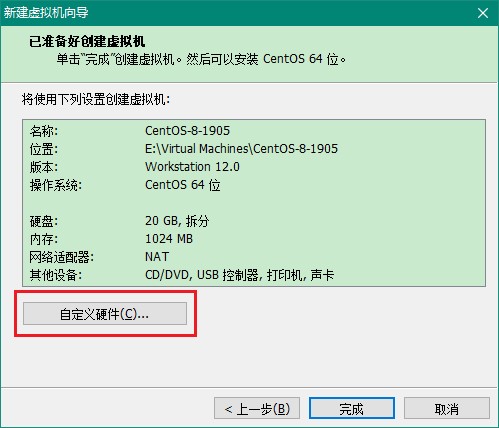 新建虚拟机向导
已准备好创建虚拟机
单击“完成”创建虚拟机。然后可以安装 CentOS 64 位。
将使用下列设置创建虚拟机:
名称: CentOS-8-1905
位置: E:\Virtual Machines\CentOS-8-1905
版本: Workstation 12.0
操作系统: CentOS 64 位
硬盘: 20 GB, 拆分
内存: 1024 MB
网络适配器: NAT
其他设备: CD/DVD, USB 控制器, 打印机, 声卡
自定义硬件(C)...
< 上一步(B) 完成 取消